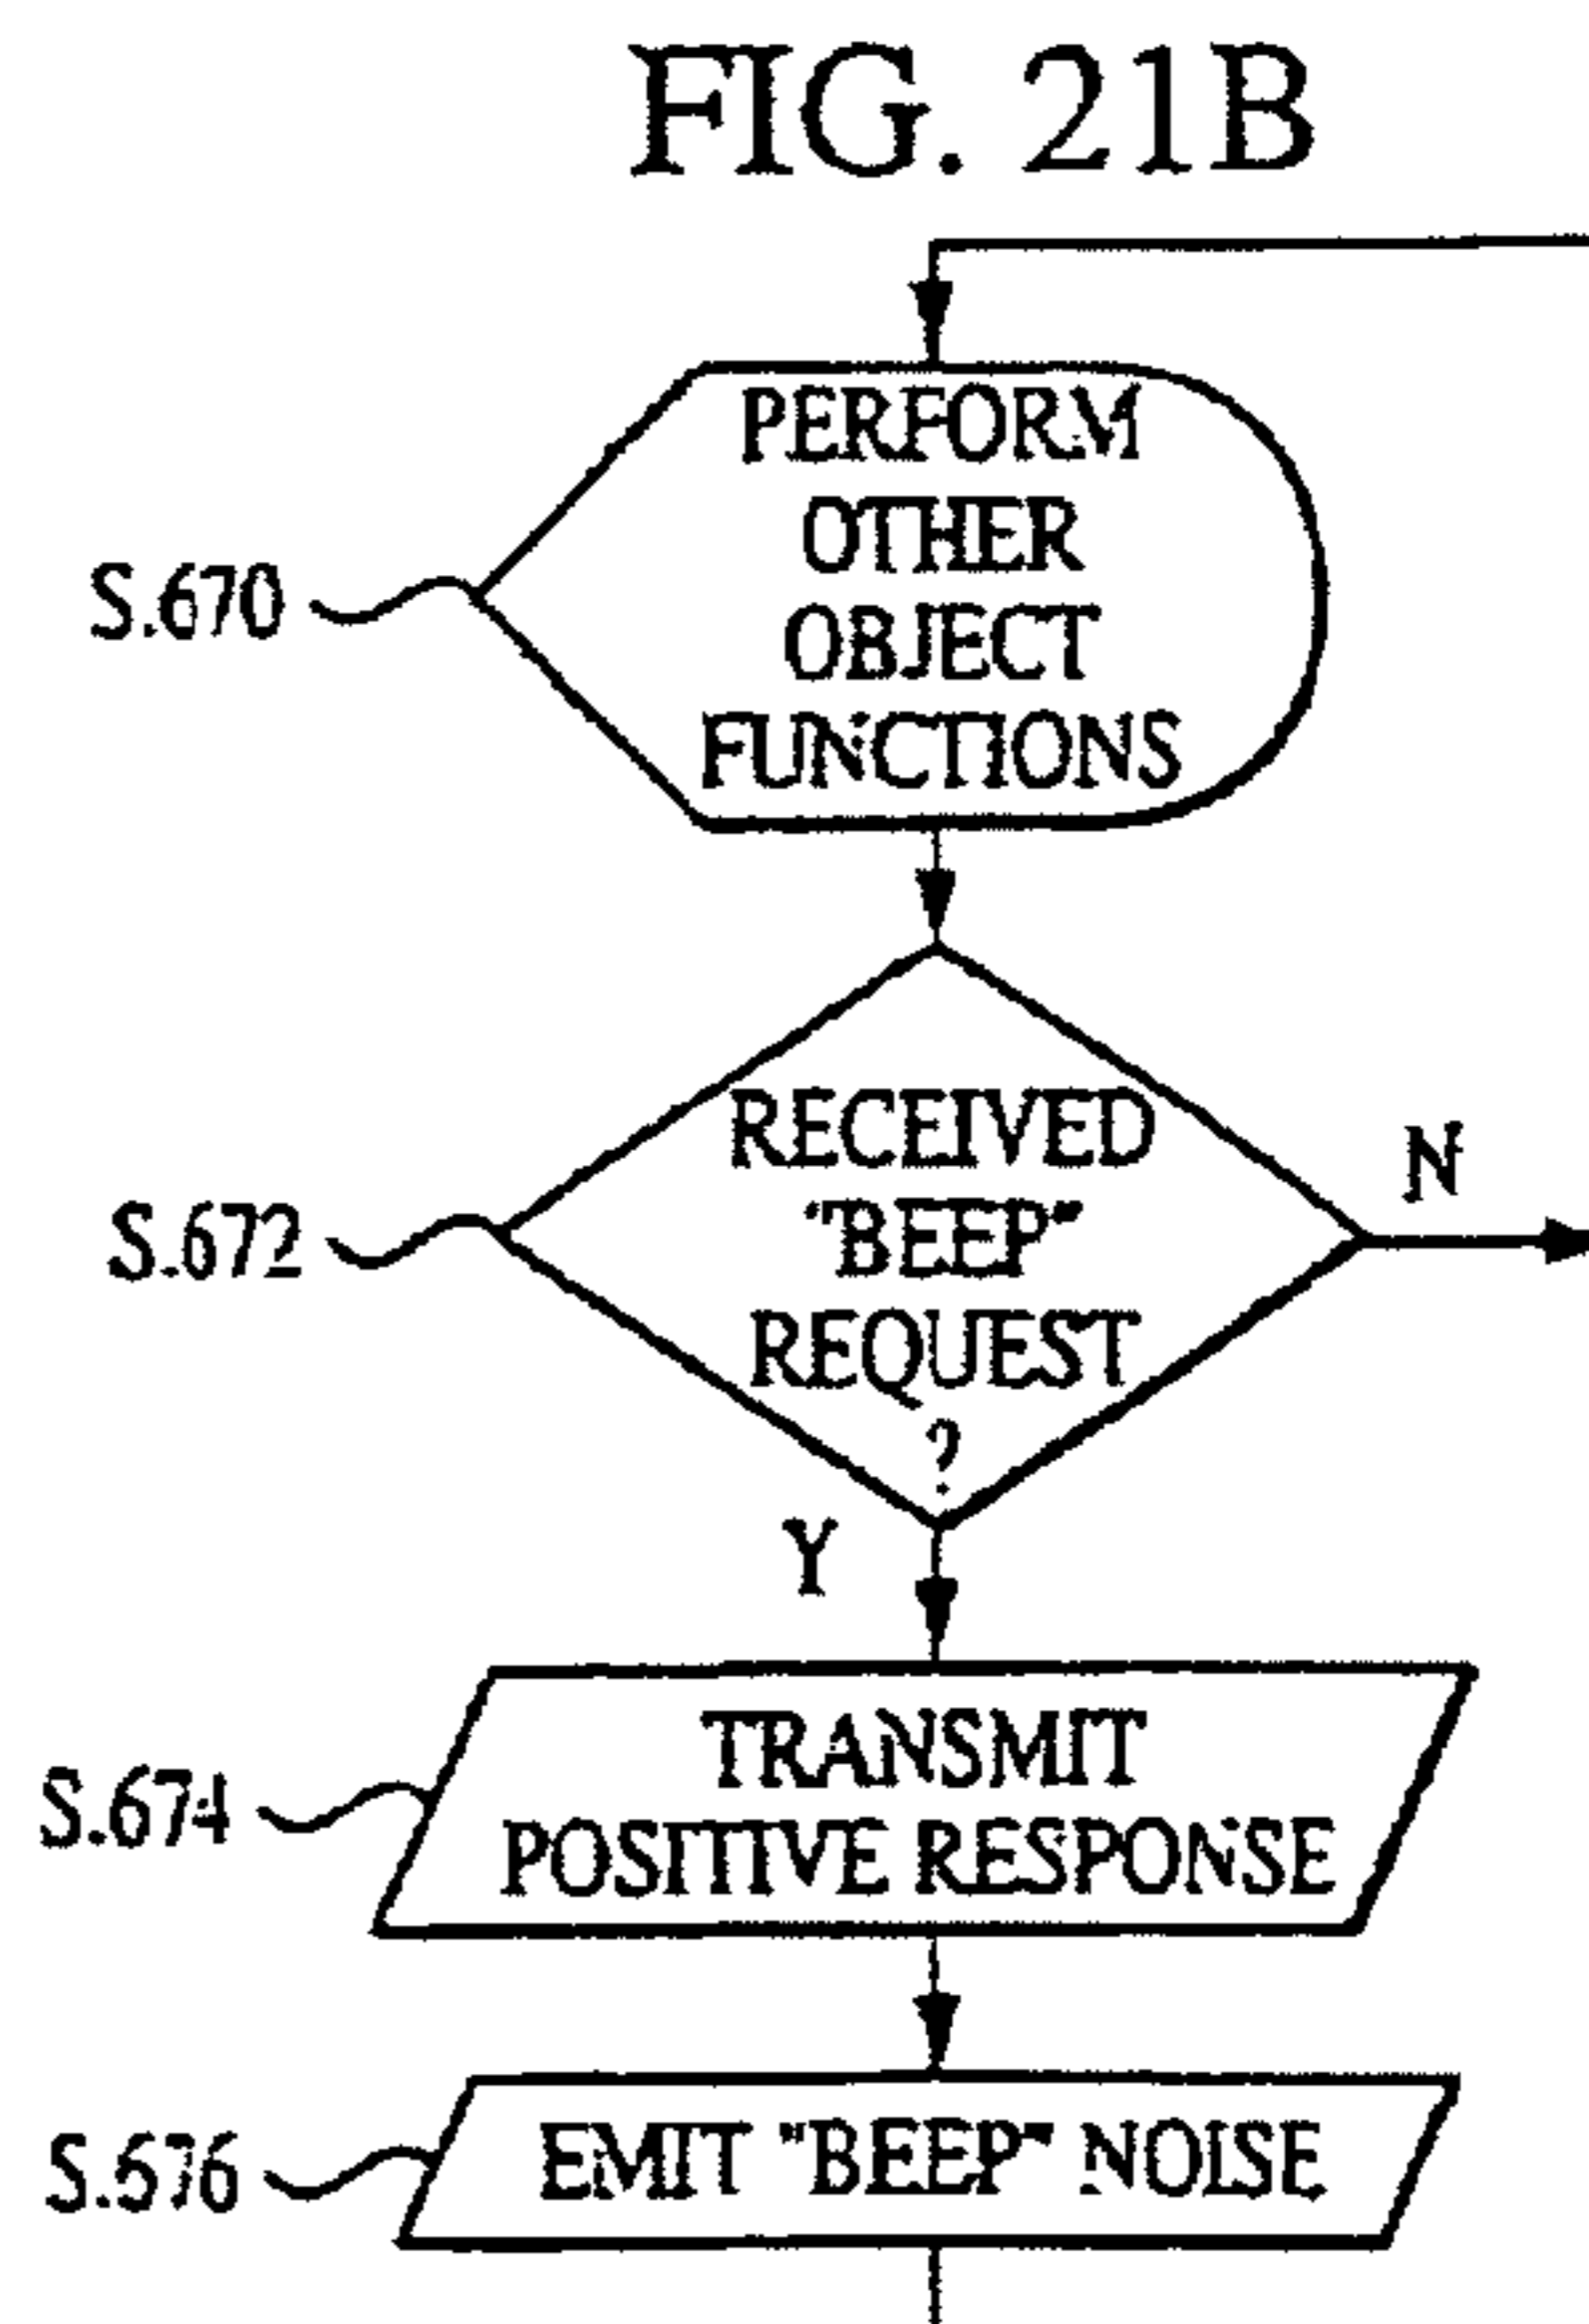 FIG. 21B
PERFORM
OTHER
OBJECT
FUNCTIONS
S.670
RECEIVED
"BEEP"
REQUEST
?
S.672
N
Y
TRANSMIT
POSITIVE RESPONSE
S.674
EMIT "BEEP" NOISE
S.676